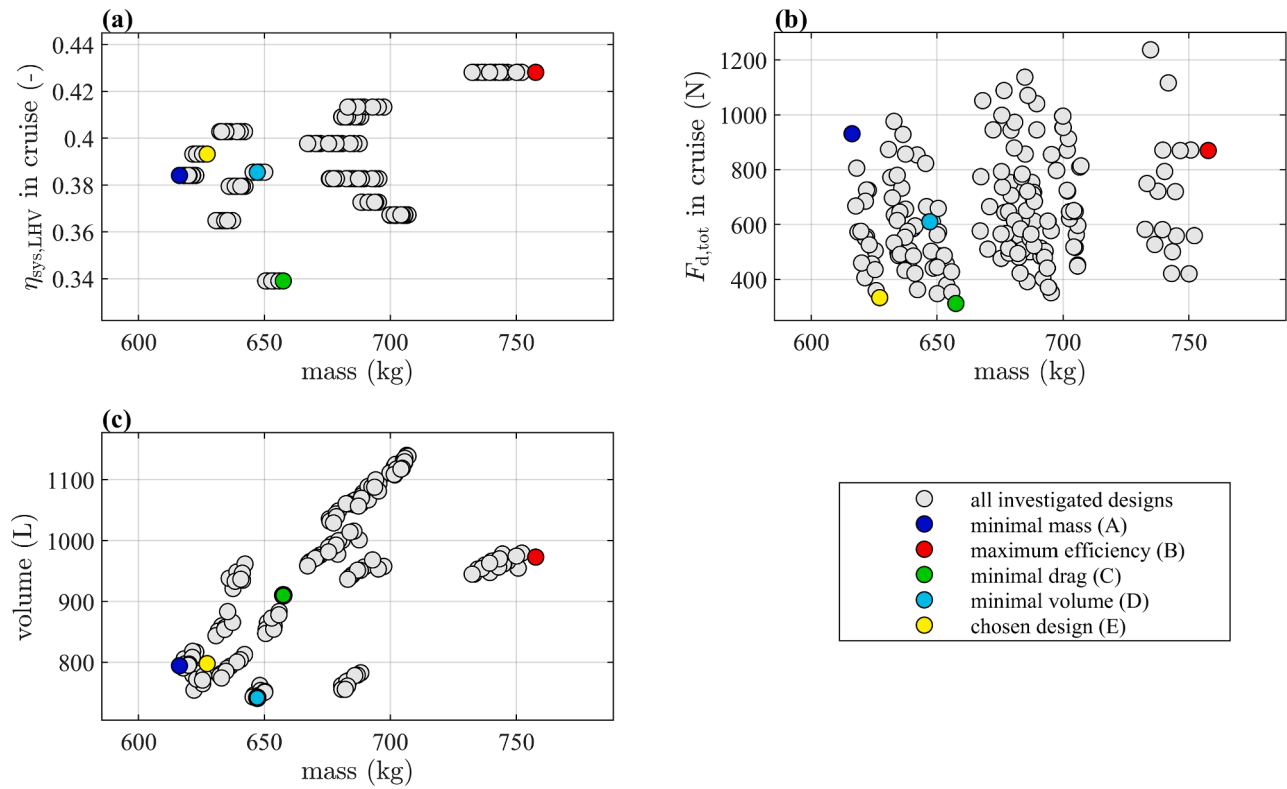 (a)
0.44
0.42
0.4
0.38
0.36
0.34
600
650
700
750
mass (kg)
ηsys,LHV in cruise (-)
(b)
1200
1000
800
600
400
600
650
700
750
mass (kg)
Fd,tot in cruise (N)
(c)
1100
1000
900
800
600
650
700
750
mass (kg)
volume (L)
all investigated designs
minimal mass (A)
maximum efficiency (B)
minimal drag (C)
minimal volume (D)
chosen design (E)